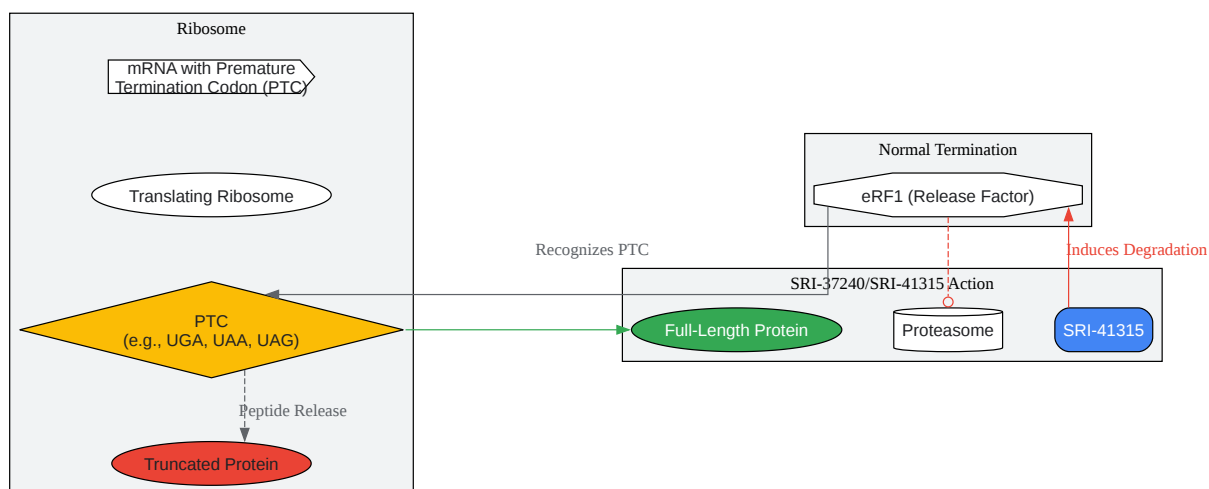 Ribosome
mRNA with Premature
Termination Codon (PTC)
Normal Termination
Translating Ribosome
eRF1 (Release Factor)
Recognizes PTC
Induces Degradation
SRI-37240/SRI-41315 Action
PTC
(e.g., UGA, UAA, UAG)
Full-Length Protein
Proteasome
SRI-41315
Peptide Release
Truncated Protein